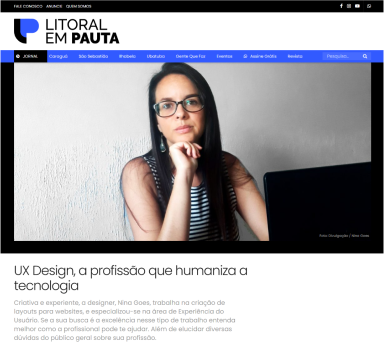 FALE CONOSCO ANUNCIE QUEM SOMOS
LITORAL
EM PAUTA
JORNAL Caraguá São Sebastião Ilhabela Ubatuba Gente Que Faz Eventos Assine Grátis Revista Pesquisa...
Foto: Divulgação / Nina Goes
UX Design, a profissão que humaniza a
tecnologia
Criativa e experiente, a designer, Nina Goes, trabalha na criação de
layouts para websites, e especializou-se na área de Experiência do
Usuário. Se a sua busca é a excelência nesse tipo de trabalho entenda
melhor como a profissional pode te ajudar. Além de elucidar diversas
dúvidas do público geral sobre sua profissão.